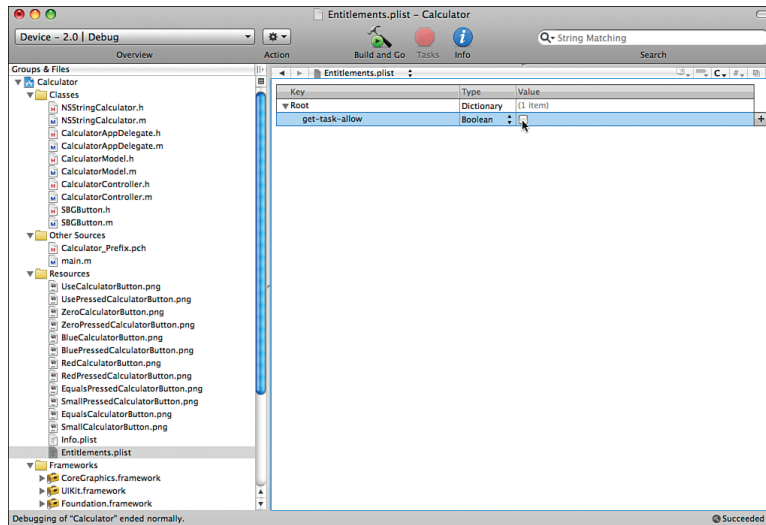 Entitlements.plist – Calculator
Device - 2.0 | Debug
String Matching
Overview
Action
Build and Go
Tasks
Info
Search
Groups & Files
Entitlements.plist
C
#
Calculator
Classes
NSStringCalculator.h
NSStringCalculator.m
CalculatorAppDelegate.h
CalculatorAppDelegate.m
CalculatorModel.h
CalculatorModel.m
CalculatorController.h
CalculatorController.m
SBGButton.h
SBGButton.m
Other Sources
Calculator_Prefix.pch
main.m
Resources
UseCalculatorButton.png
UsePressedCalculatorButton.png
ZeroCalculatorButton.png
ZeroPressedCalculatorButton.png
BlueCalculatorButton.png
BluePressedCalculatorButton.png
RedCalculatorButton.png
RedPressedCalculatorButton.png
EqualsPressedCalculatorButton.png
SmallPressedCalculatorButton.png
EqualsCalculatorButton.png
SmallCalculatorButton.png
Info.plist
Entitlements.plist
Frameworks
CoreGraphics.framework
UIKit.framework
Foundation.framework
Key Type Value
Root Dictionary (1 item)
get-task-allow Boolean
Debugging of "Calculator" ended normally.
Succeeded